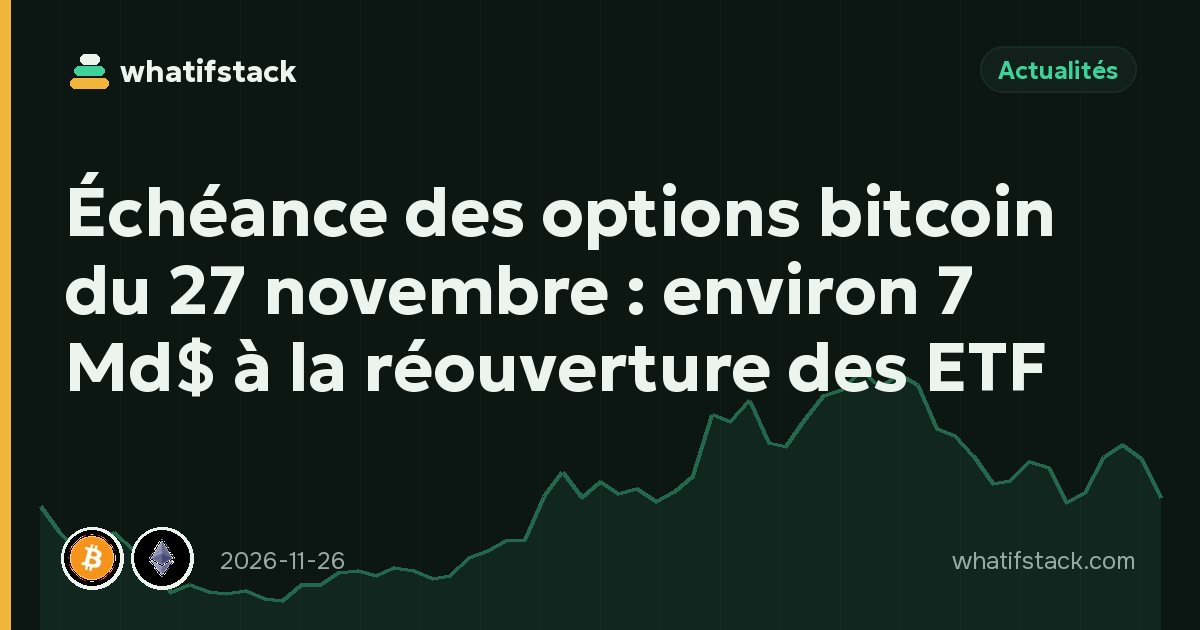 whatifstack
Actualités
Échéance des options bitcoin
du 27 novembre : environ 7
Md$ à la réouverture des ETF
2026-11-26
whatifstack.com